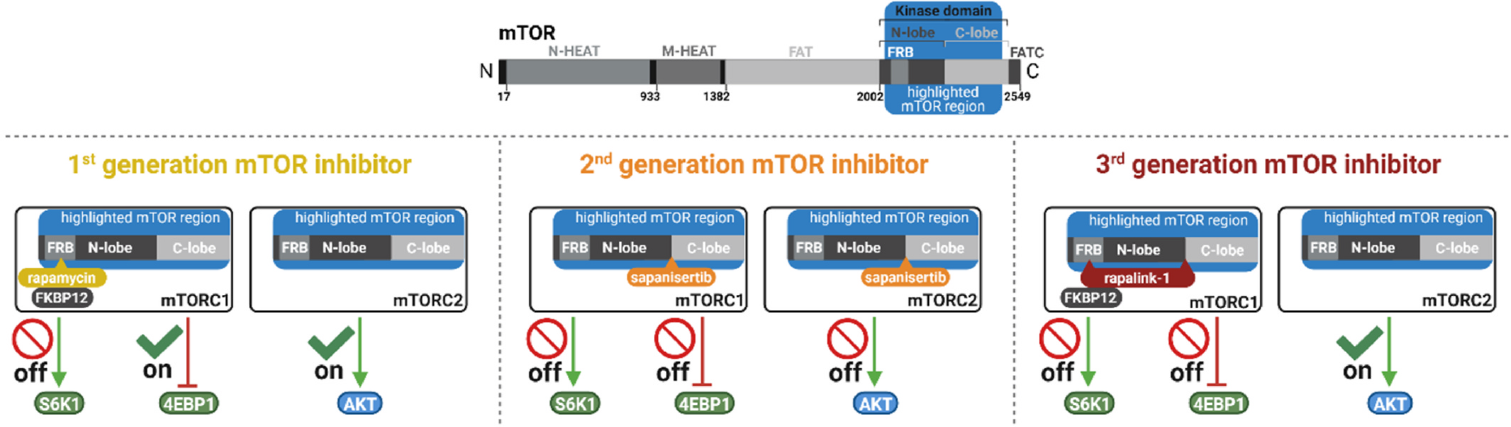 Kinase domain
mTOR
N-lobe C-lobe
N-HEAT M-HEAT FAT FRB FATC
N C
17 933 1382 2002 2549
highlighted
mTOR region
1st generation mTOR inhibitor
highlighted mTOR region
FRB N-lobe C-lobe
rapamycin
FKBP12
mTORC1
off
S6K1
on
4EBP1
highlighted mTOR region
FRB N-lobe C-lobe
mTORC2
on
AKT
2nd generation mTOR inhibitor
highlighted mTOR region
FRB N-lobe C-lobe
sapanisertib
mTORC1
off
S6K1
off
4EBP1
highlighted mTOR region
FRB N-lobe C-lobe
sapanisertib
mTORC2
off
AKT
3rd generation mTOR inhibitor
highlighted mTOR region
FRB N-lobe C-lobe
rapalink-1
FKBP12
mTORC1
off
S6K1
off
4EBP1
highlighted mTOR region
FRB N-lobe C-lobe
mTORC2
on
AKT